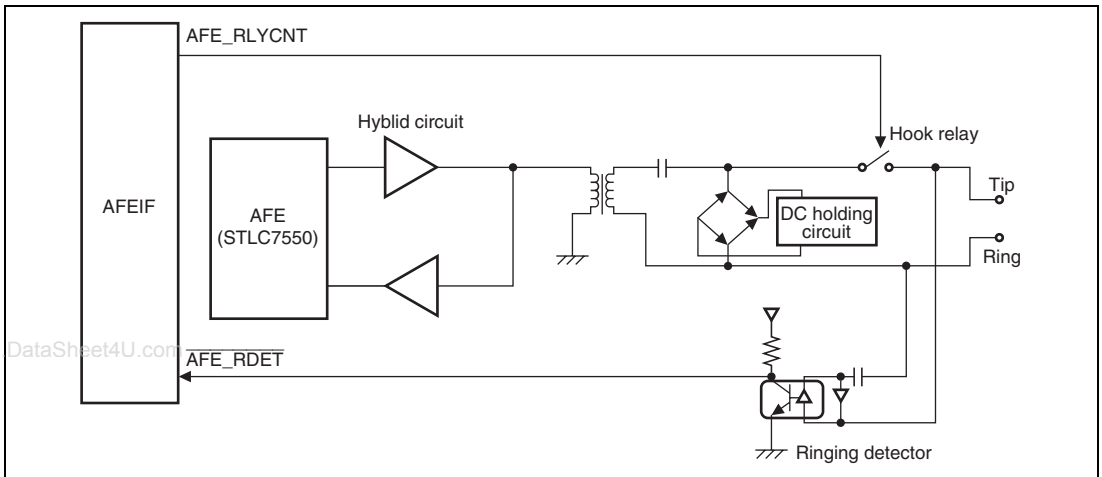 AFE_RLYCNT
Hyblid circuit
Hook relay
AFEIF
AFE
(STLC7550)
DC holding
circuit
Tip
Ring
DataSheet4U.com
AFE_RDET
Ringing detector